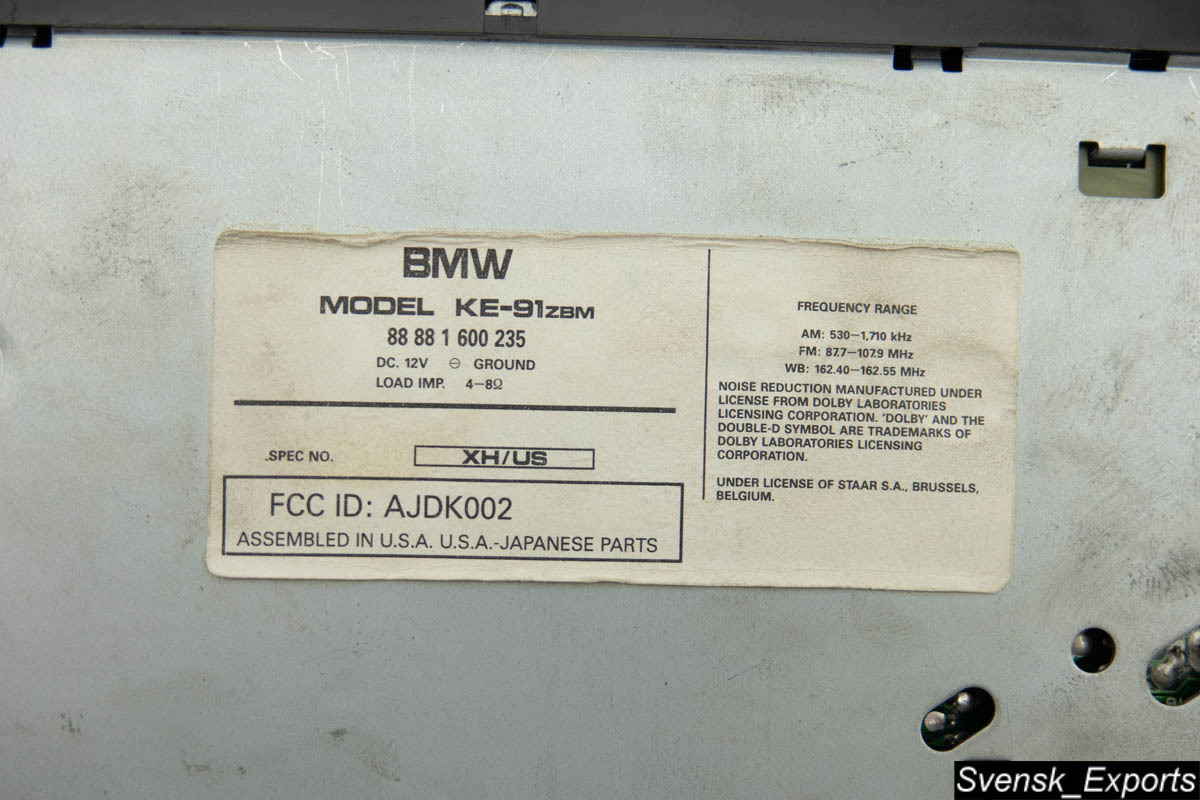 BMW
MODEL KE-91ZBM
88 88 1 600 235
DC. 12V ⊖ GROUND
LOAD IMP. 4-8Ω
.SPEC NO. XH/US
FCC ID: AJDK002
ASSEMBLED IN U.S.A. U.S.A.-JAPANESE PARTS
FREQUENCY RANGE
AM: 530-1,710 kHz
FM: 87.7-107.9 MHz
WB: 162.40-162.55 MHz
NOISE REDUCTION MANUFACTURED UNDER
LICENSE FROM DOLBY LABORATORIES
LICENSING CORPORATION. 'DOLBY' AND THE
DOUBLE-D SYMBOL ARE TRADEMARKS OF
DOLBY LABORATORIES LICENSING
CORPORATION.
UNDER LICENSE OF STAAR S.A., BRUSSELS,
BELGIUM.
Svensk_Exports